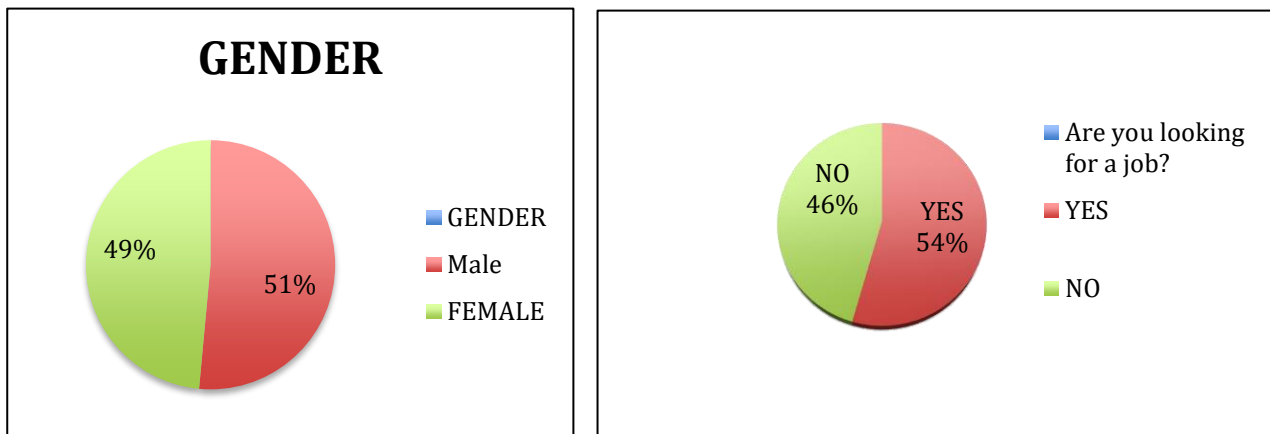 GENDER
49%
51%
GENDER
Male
FEMALE
NO
46%
YES
54%
Are you looking
for a job?
YES
NO